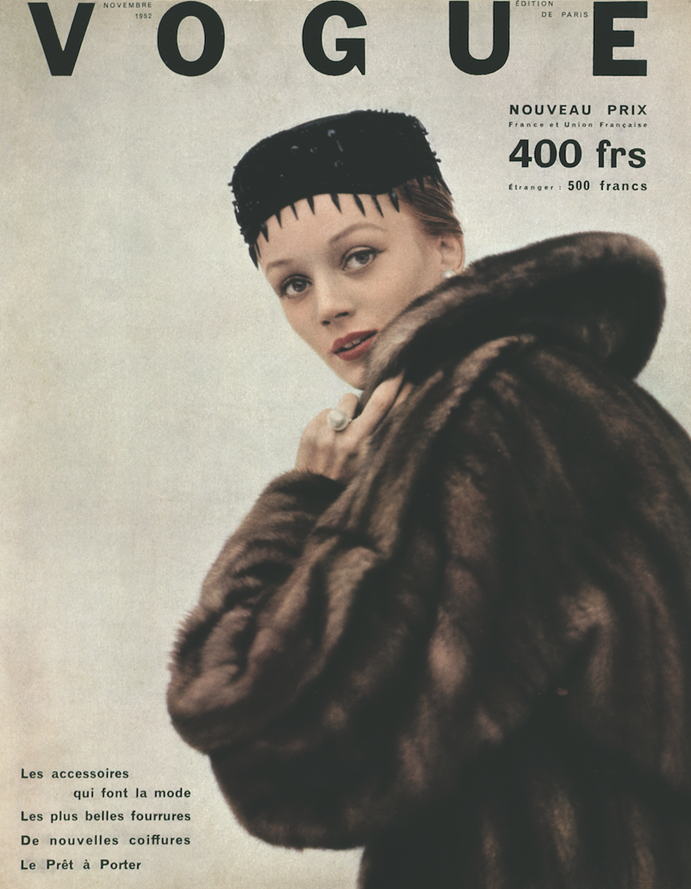 VOGUE
NOVEMBRE
1952
ÉDITION
DE PARIS
NOUVEAU PRIX
France et Union Française
400 frs
Étranger : 500 francs
Les accessoires
qui font la mode
Les plus belles fourrures
De nouvelles coiffures
Le Prêt à Porter